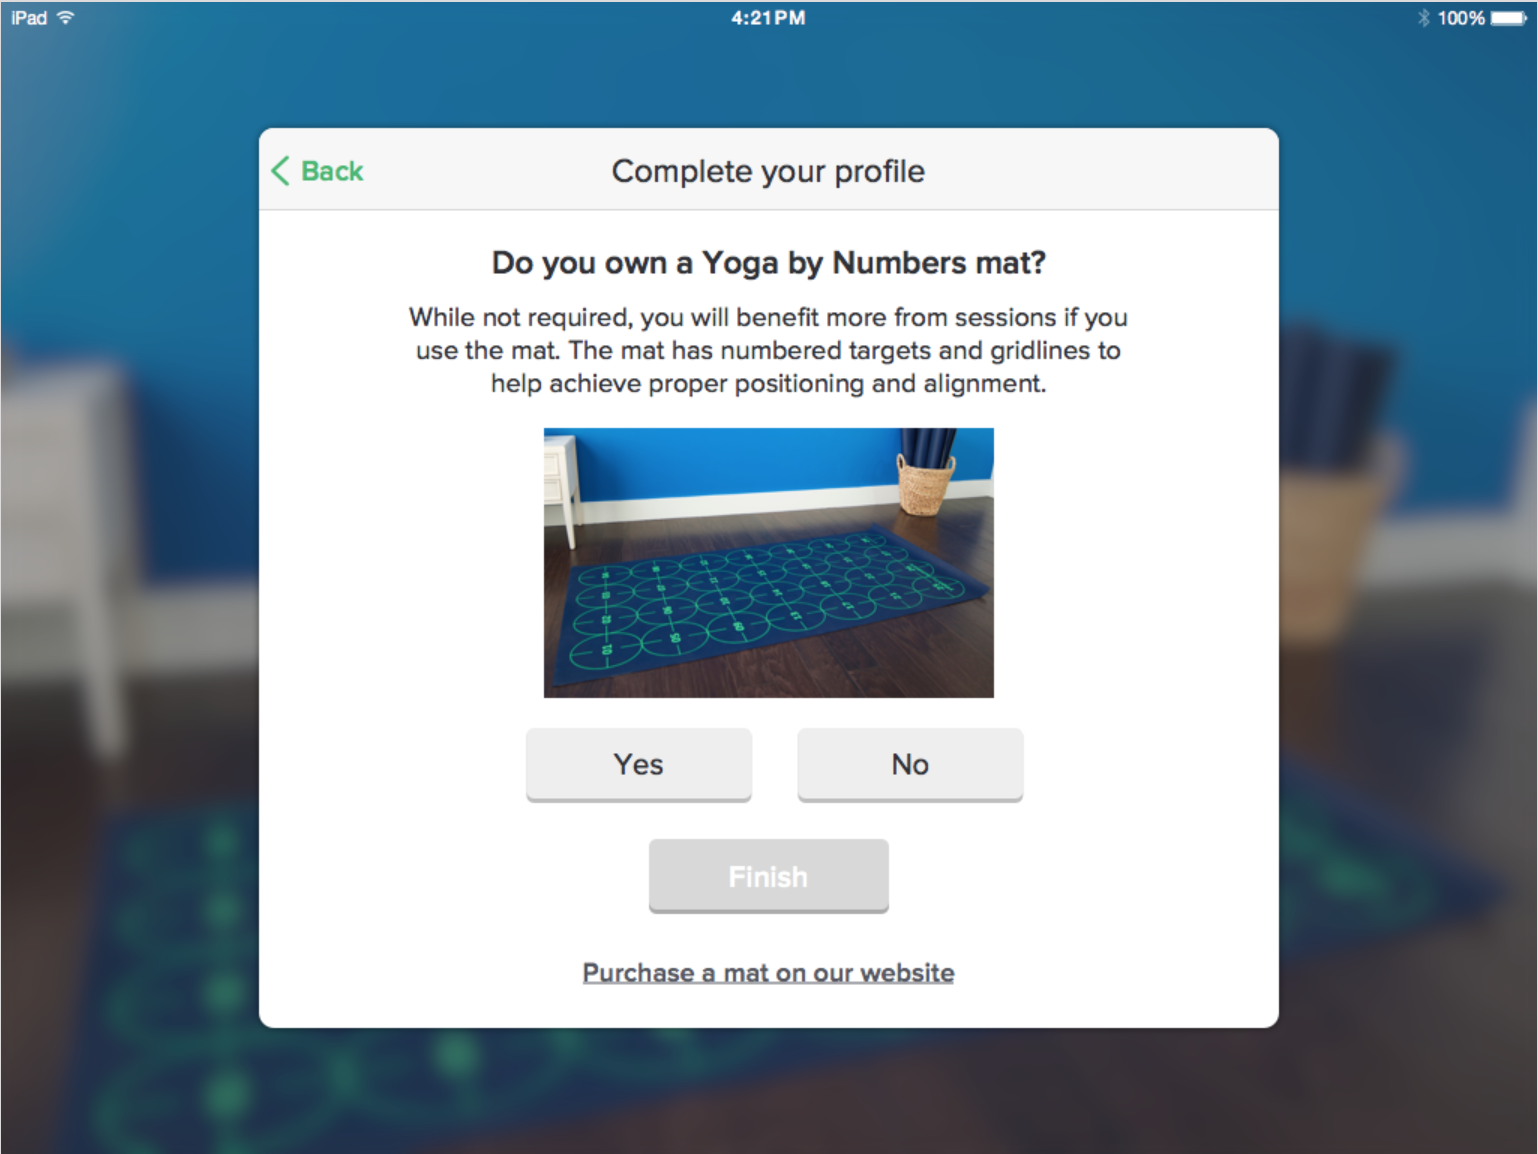 iPad 4:21PM 100%
Back Complete your profile
Do you own a Yoga by Numbers mat?
While not required, you will benefit more from sessions if you
use the mat. The mat has numbered targets and gridlines to
help achieve proper positioning and alignment.
Yes No
Finish
Purchase a mat on our website